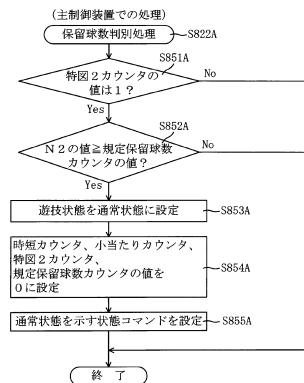 (主制御装置での処理)
保留球数判別処理
S822A
S851A
特図2カウンタの
値は1?
No
Yes
S852A
N2の値≧規定保留球数
カウンタの値?
No
Yes
遊技状態を通常状態に設定
S853A
時短カウンタ、小当たりカウンタ、
特図2カウンタ、
規定保留球数カウンタの値を
0に設定
S854A
通常状態を示す状態コマンドを設定
S855A
終 了